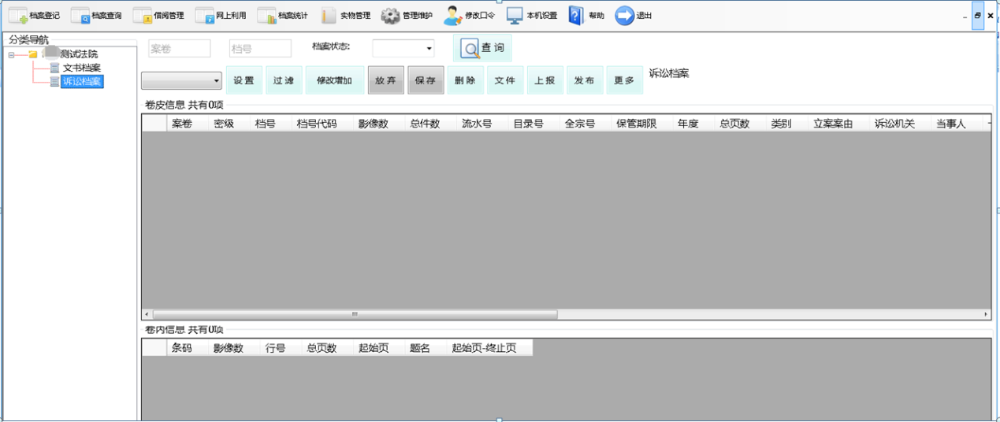 档案登记 档案查询 借阅管理 网上利用 档案统计 实物管理 管理维护 修改口令 本机设置 帮助 退出
分类导航
测试法院
文书档案
诉讼档案
案卷 档号 档案状态: 查询
设置 过滤 修改增加 放弃 保存 删除 文件 上报 发布 更多 诉讼档案
卷皮信息 共有0项
案卷 密级 档号 档号代码 影像数 总件数 流水号 目录号 全宗号 保管期限 年度 总页数 类别 立案案由 诉讼机关 当事人
卷内信息 共有0项
条码 影像数 行号 总页数 起始页 题名 起始页-终止页